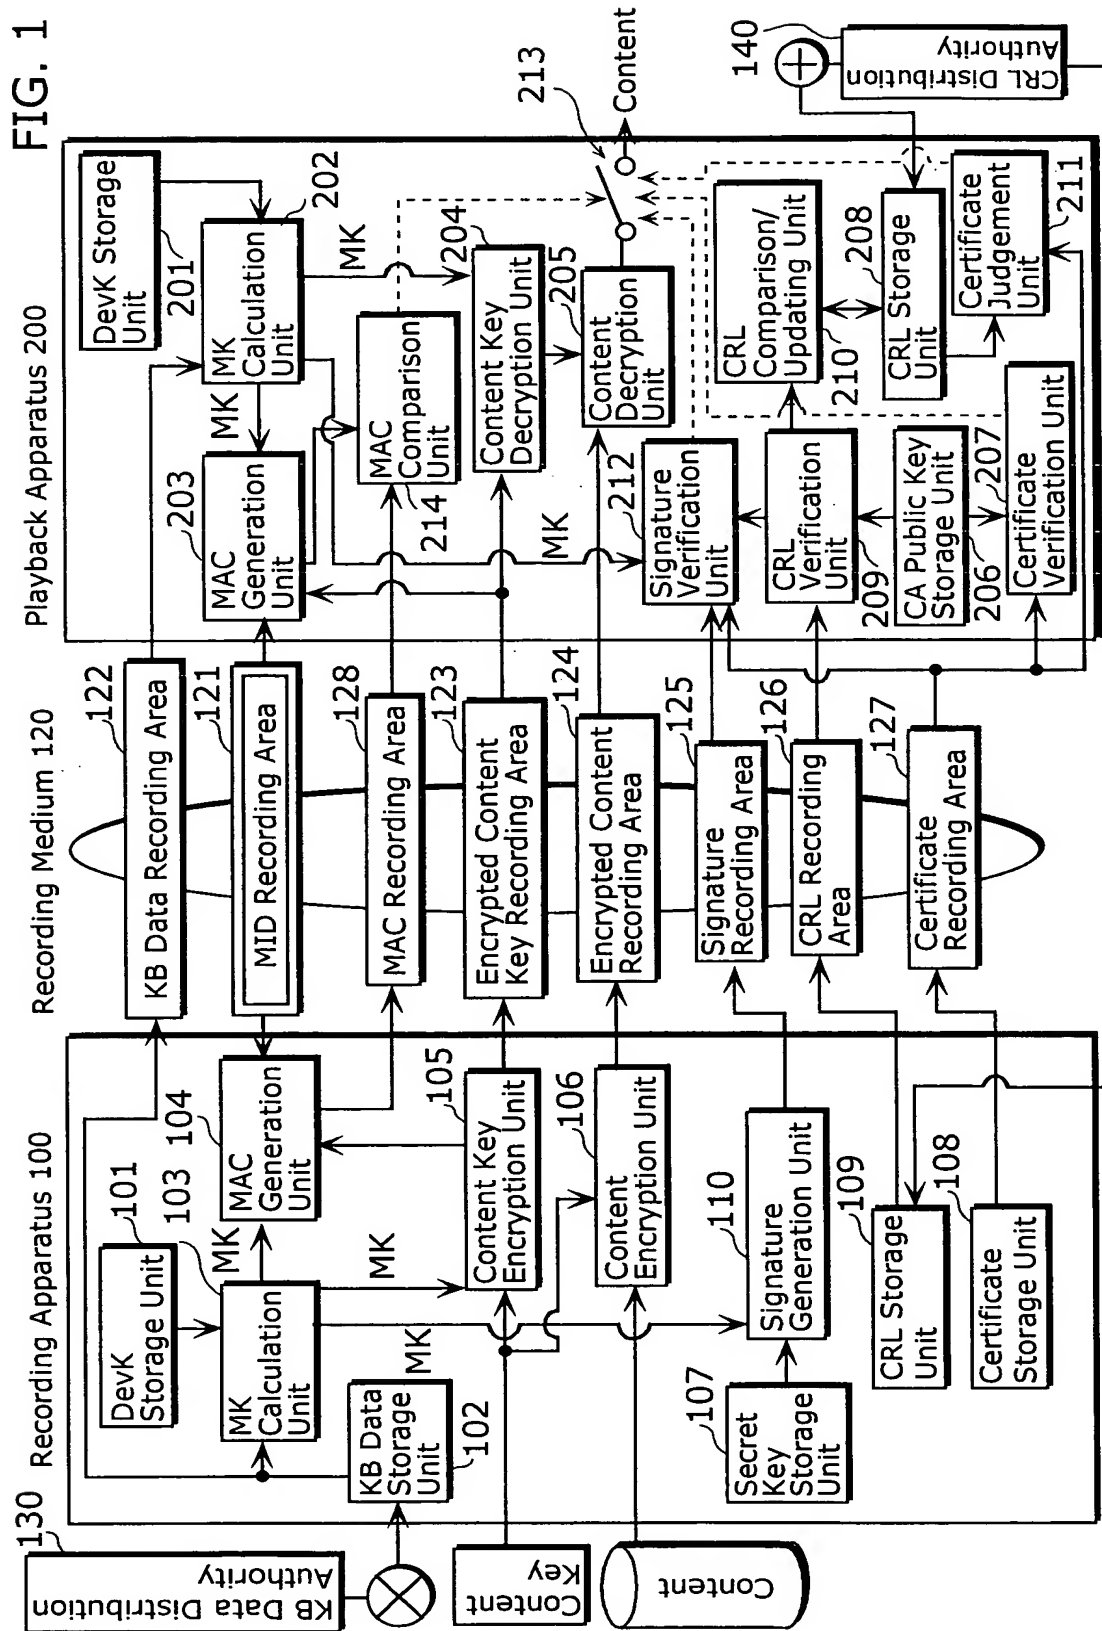 FIG. 1
Recording Apparatus 100
Recording Medium 120
Playback Apparatus 200
130
KB Data Distribution
Authority
Content
Key
Content
DevK
Storage Unit
101
103
MK
Calculation
Unit
MK
104
MAC
Generation
Unit
MK
MK
KB Data
Storage
Unit
102
105
Content Key
Encryption Unit
106
Content
Encryption Unit
107
Secret
Key
Storage
Unit
110
Signature
Generation Unit
109
CRL Storage
Unit
108
Certificate
Storage Unit
122
KB Data Recording Area
121
MID Recording Area
128
MAC Recording Area
123
Encrypted Content
Key Recording Area
124
Encrypted Content
Recording Area
125
Signature
Recording Area
126
CRL Recording
Area
127
Certificate
Recording Area
DevK Storage
Unit
201
202
MK
Calculation
Unit
MK
MK
203
MAC
Generation
Unit
MAC
Comparison
Unit
214
204
Content Key
Decryption Unit
205
Content
Decryption
Unit
213
Content
MK
212
Signature
Verification
Unit
CRL
Comparison/
Updating Unit
210
CRL
Verification
Unit
209
208
CRL Storage
Unit
CA Public Key
Storage Unit
206
207
Certificate
Verification Unit
Certificate
Judgement
Unit
211
140
CRL Distribution
Authority